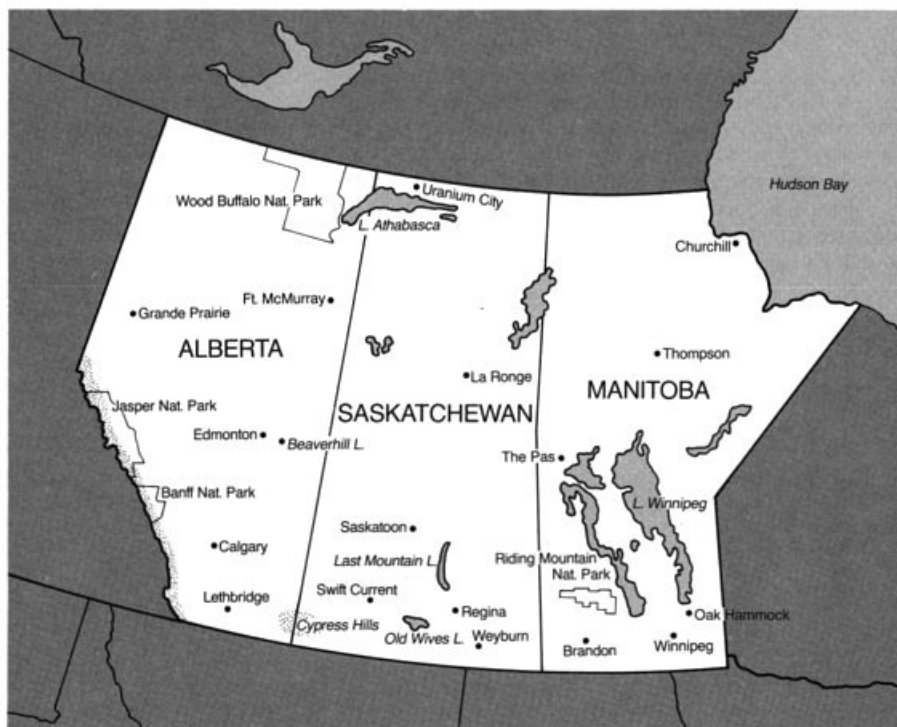 Hudson Bay
Wood Buffalo Nat. Park
Uranium City
L. Athabasca
Churchill
Ft. McMurray
Grande Prairie
ALBERTA
Thompson
La Ronge
MANITOBA
Jasper Nat. Park
SASKATCHEWAN
Edmonton
Beaverhill L.
The Pas
Banff Nat. Park
L. Winnipeg
Saskatoon
Calgary
Last Mountain L.
Riding Mountain
Nat. Park
Swift Current
Lethbridge
Regina
Oak Hammock
Cypress Hills
Old Wives L.
Weyburn
Brandon
Winnipeg